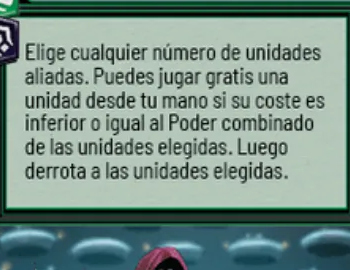 Elige cualquier número de unidades
aliadas. Puedes jugar gratis una
unidad desde tu mano si su coste es
inferior o igual al Poder combinado
de las unidades elegidas. Luego
derrota a las unidades elegidas.